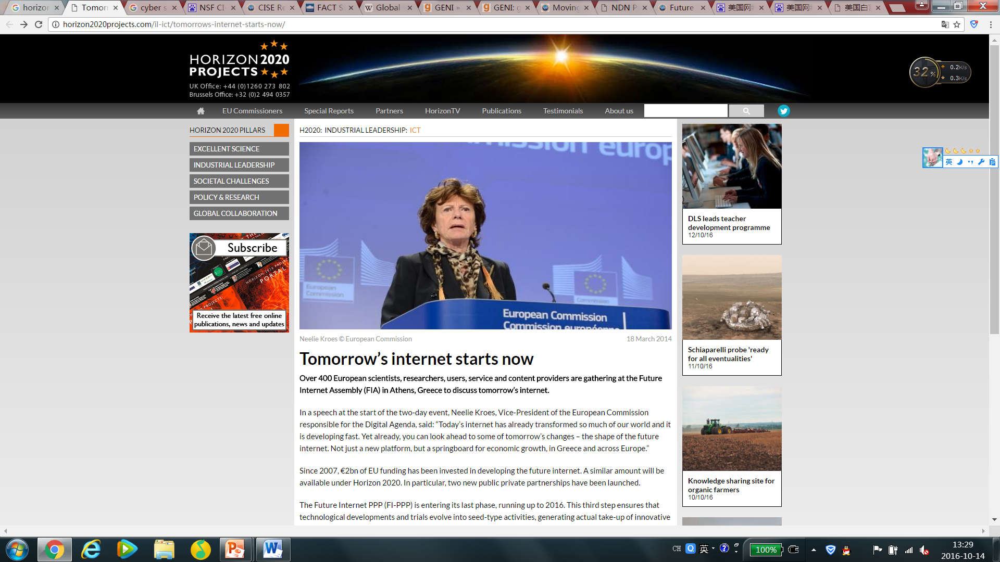 horizon
Tomorr
cyber s
NSF CI-
CISE Re
FACT S
Global
GENI »
GENI: g
Moving
NDN P
Future
美国网
美国网
美国白
horizon2020projects.com/il-ict/tomorrows-internet-starts-now/
HORIZON 2020
PROJECTS
UK Office: +44 (0)1260 273 802
Brussels Office: +32 (0)2 494 0357
32%
0.2K/s
0.3K/s
EU Commissioners
Special Reports
Partners
HorizonTV
Publications
Testimonials
About us
HORIZON 2020 PILLARS
EXCELLENT SCIENCE
INDUSTRIAL LEADERSHIP
SOCIETAL CHALLENGES
POLICY & RESEARCH
GLOBAL COLLABORATION
Subscribe
HORIZON 2020 PROJ
PORTAL
Receive the latest free online
publications, news and updates
H2020: INDUSTRIAL LEADERSHIP: ICT
mmission europ
European
Commission
Commission
European Commission
Commission européenne
Neelie Kroes © European Commission
18 March 2014
Tomorrow’s internet starts now
Over 400 European scientists, researchers, users, service and content providers are gathering at the Future
Internet Assembly (FIA) in Athens, Greece to discuss tomorrow’s internet.
In a speech at the start of the two-day event, Neelie Kroes, Vice-President of the European Commission
responsible for the Digital Agenda, said: “Today’s internet has already transformed so much of our world and it
is developing fast. Yet already, you can look ahead to some of tomorrow’s changes – the shape of the future
internet. Not just a new platform, but a springboard for economic growth, in Greece and across Europe.”
Since 2007, €2bn of EU funding has been invested in developing the future internet. A similar amount will be
available under Horizon 2020. In particular, two new public private partnerships have been launched.
The Future Internet PPP (FI-PPP) is entering its last phase, running up to 2016. This third step ensures that
technological developments and trials evolve into seed-type activities, generating actual take-up of innovative
DLS leads teacher
development programme
12/10/16
Schiaparelli probe 'ready
for all eventualities'
11/10/16
Knowledge sharing site for
organic farmers
10/10/16
英
CH
英
100%
13:29
2016-10-14